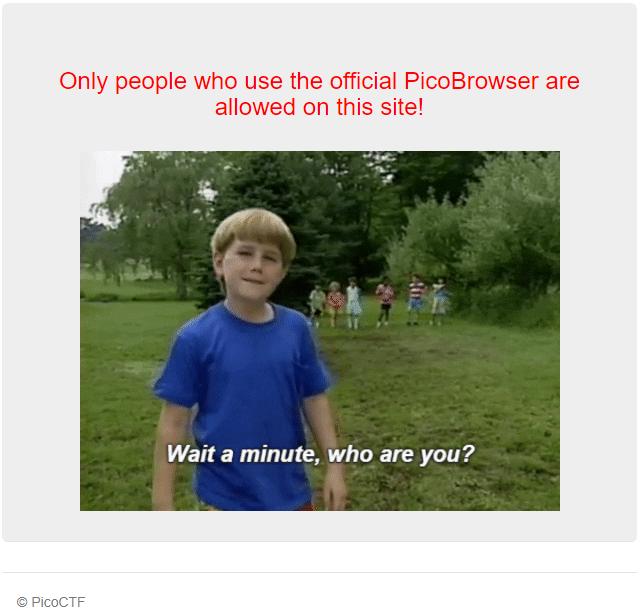 Only people who use the official PicoBrowser are
allowed on this site!
Wait a minute, who are you?
© PicoCTF